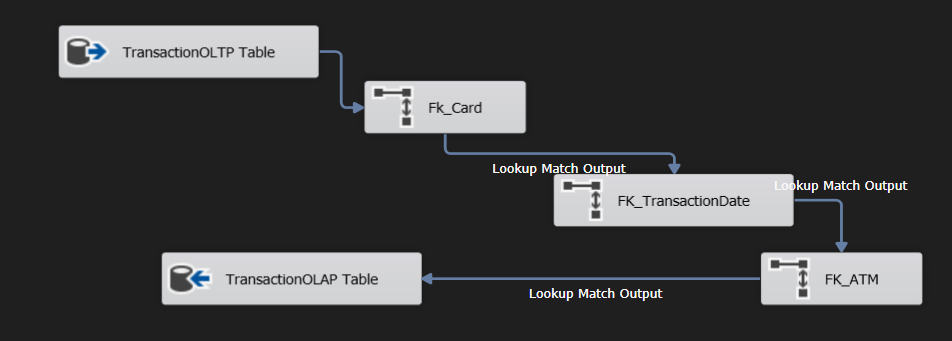 TransactionOLTP Table
Fk_Card
Lookup Match Output
FK_TransactionDate
Lookup Match Output
FK_ATM
Lookup Match Output
TransactionOLAP Table